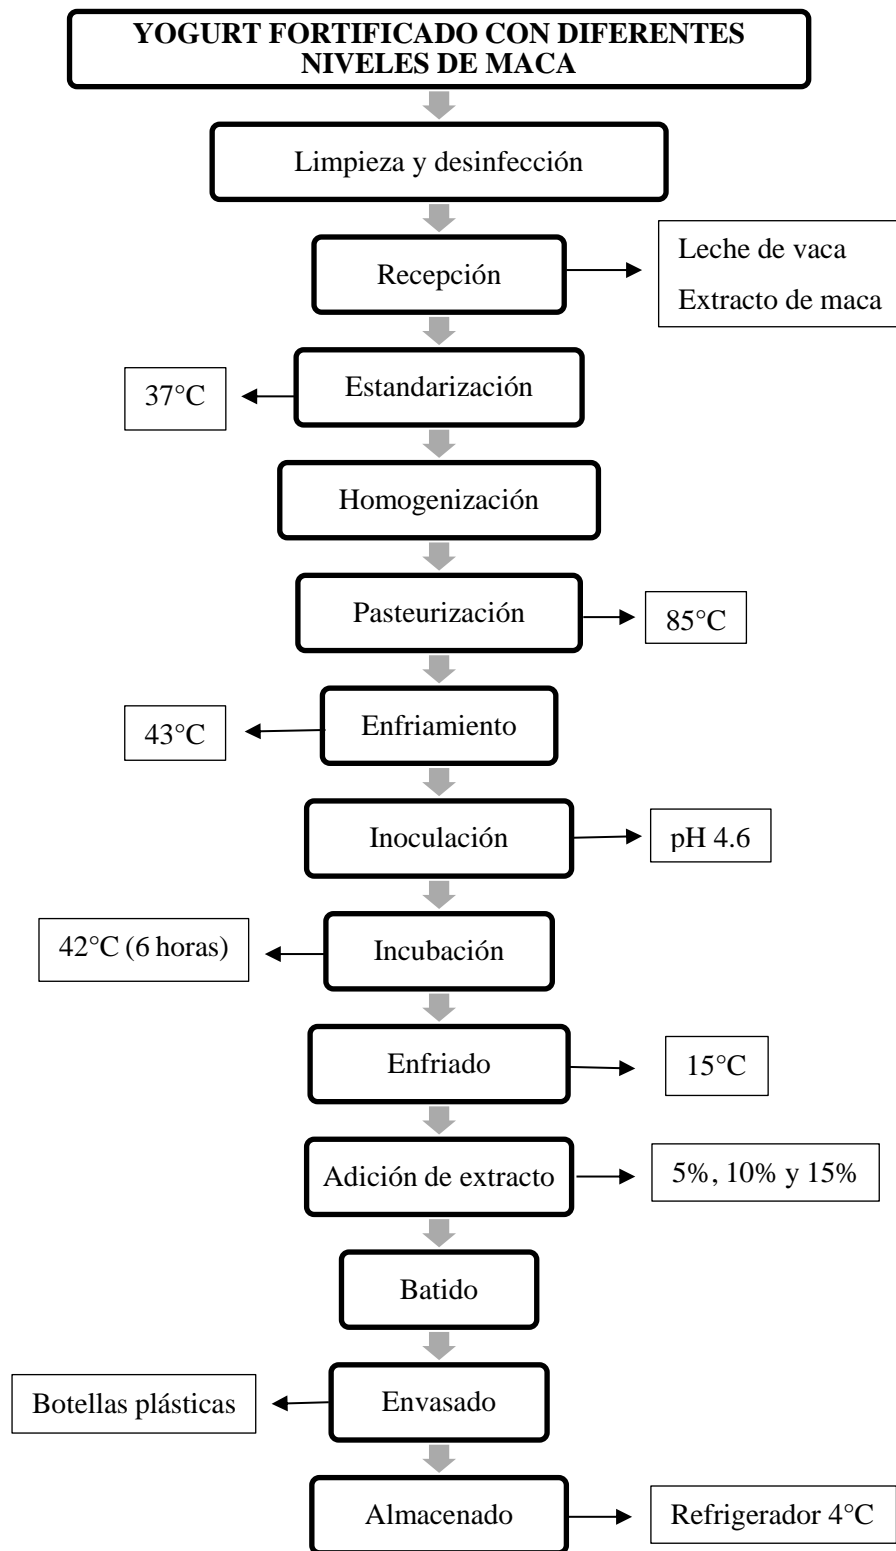 YOGURT FORTIFICADO CON DIFERENTES
NIVELES DE MACA
Limpieza y desinfección
Recepción
Leche de vaca
Extracto de maca
37°C
Estandarización
Homogenización
Pasteurización
85°C
43°C
Enfriamiento
Inoculación
pH 4.6
42°C (6 horas)
Incubación
Enfriado
15°C
Adición de extracto
5%, 10% y 15%
Batido
Botellas plásticas
Envasado
Almacenado
Refrigerador 4°C